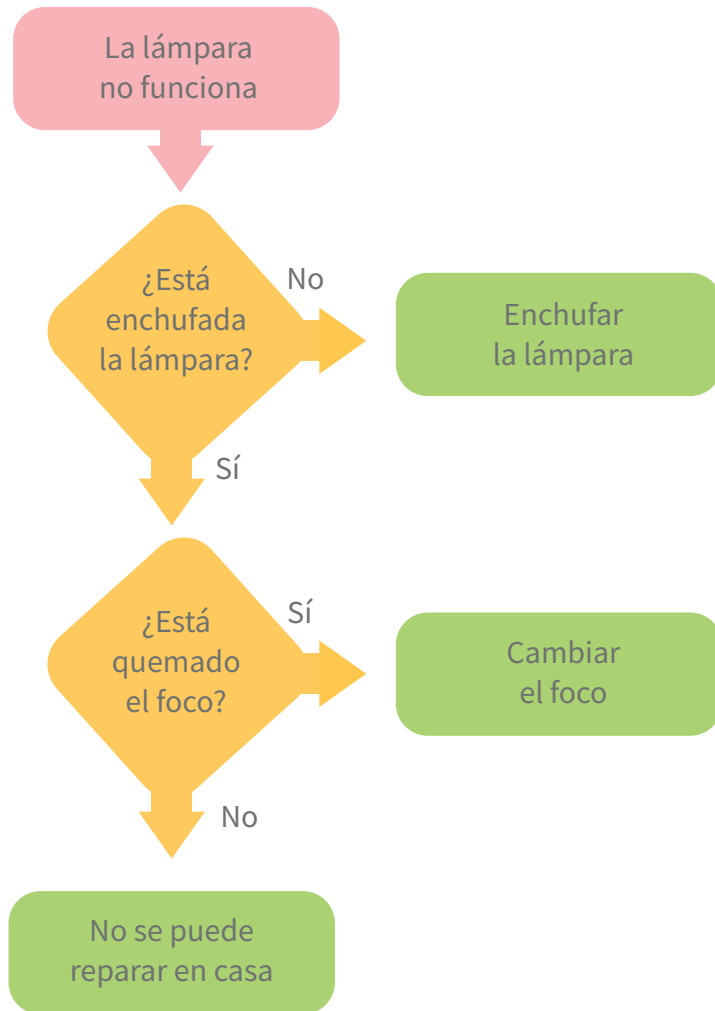 La lámpara
no funciona
¿Está
enchufada
la lámpara?
No
Enchufar
la lámpara
Sí
¿Está
quemado
el foco?
Sí
Cambiar
el foco
No
No se puede
reparar en casa